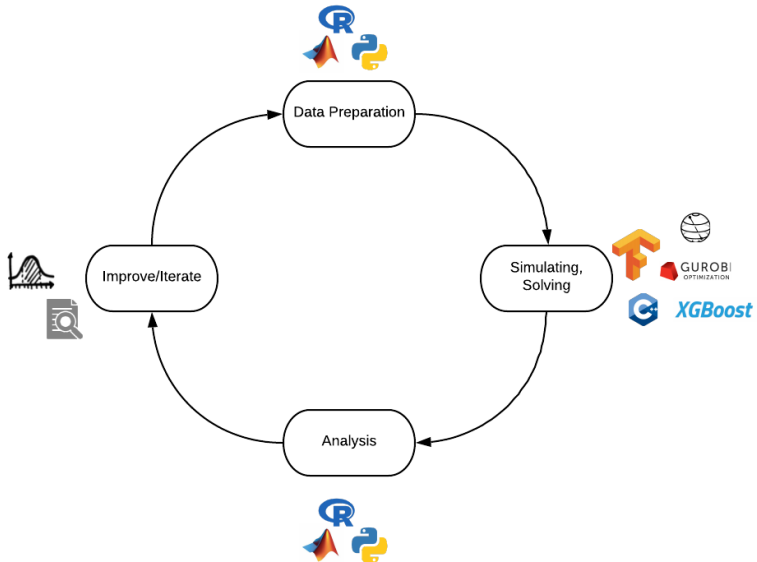 R
Data Preparation
Improve/Iterate
Simulating,
Solving
GUROBI
OPTIMIZATION
C++
XGBoost
Analysis
R